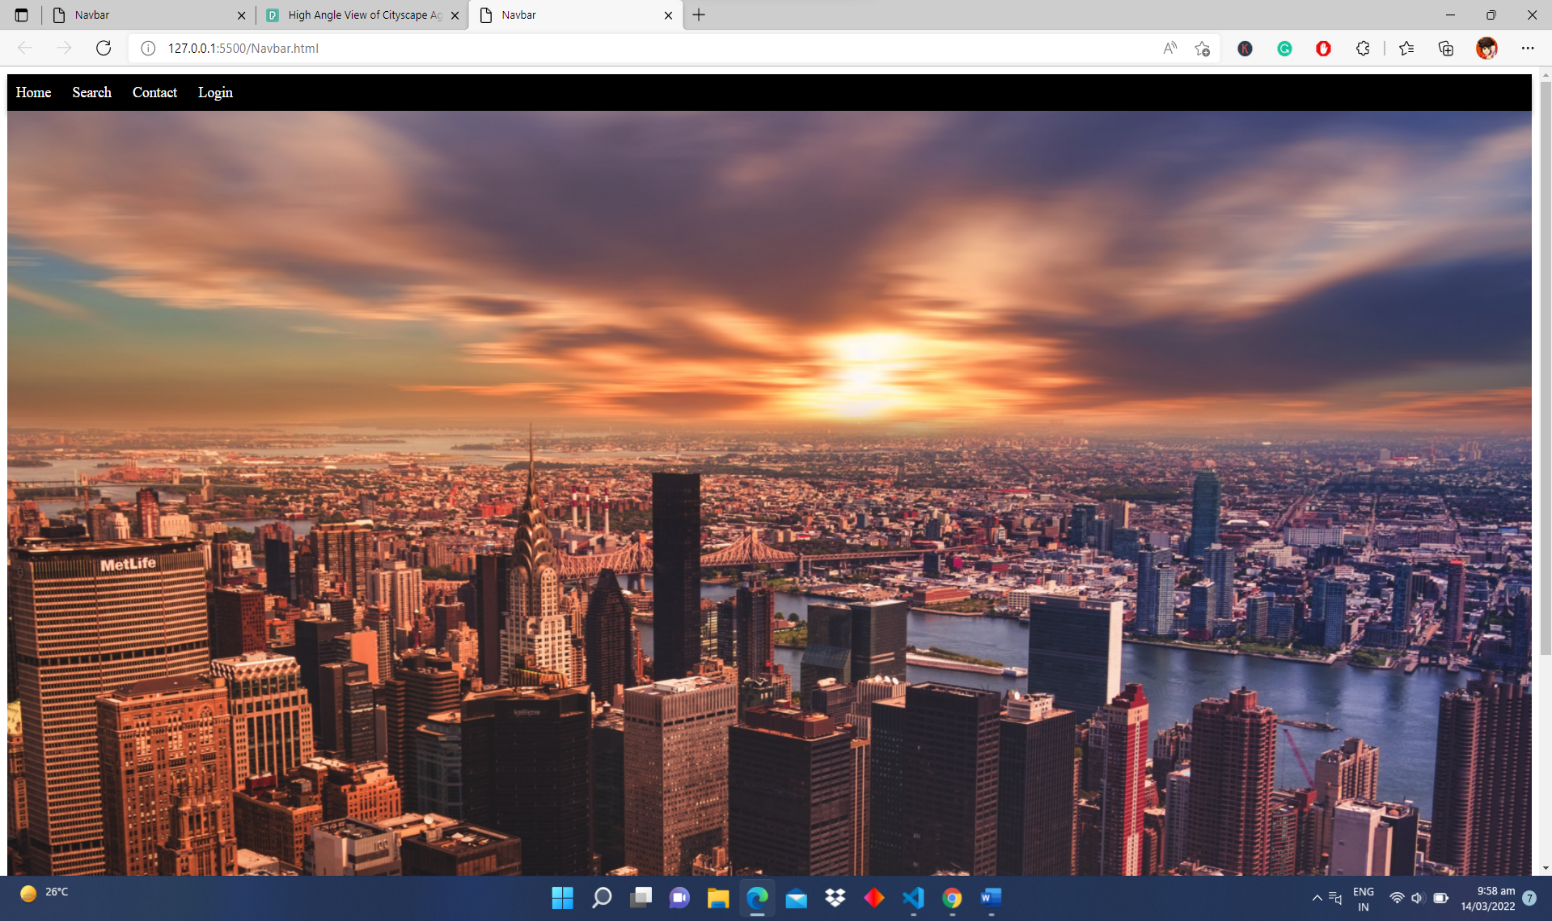 Navbar
High Angle View of Cityscape Ag
Navbar
127.0.0.1:5500/Navbar.html
Home Search Contact Login
MetLife
26°C
ENG
IN
9:58 am
14/03/2022
7